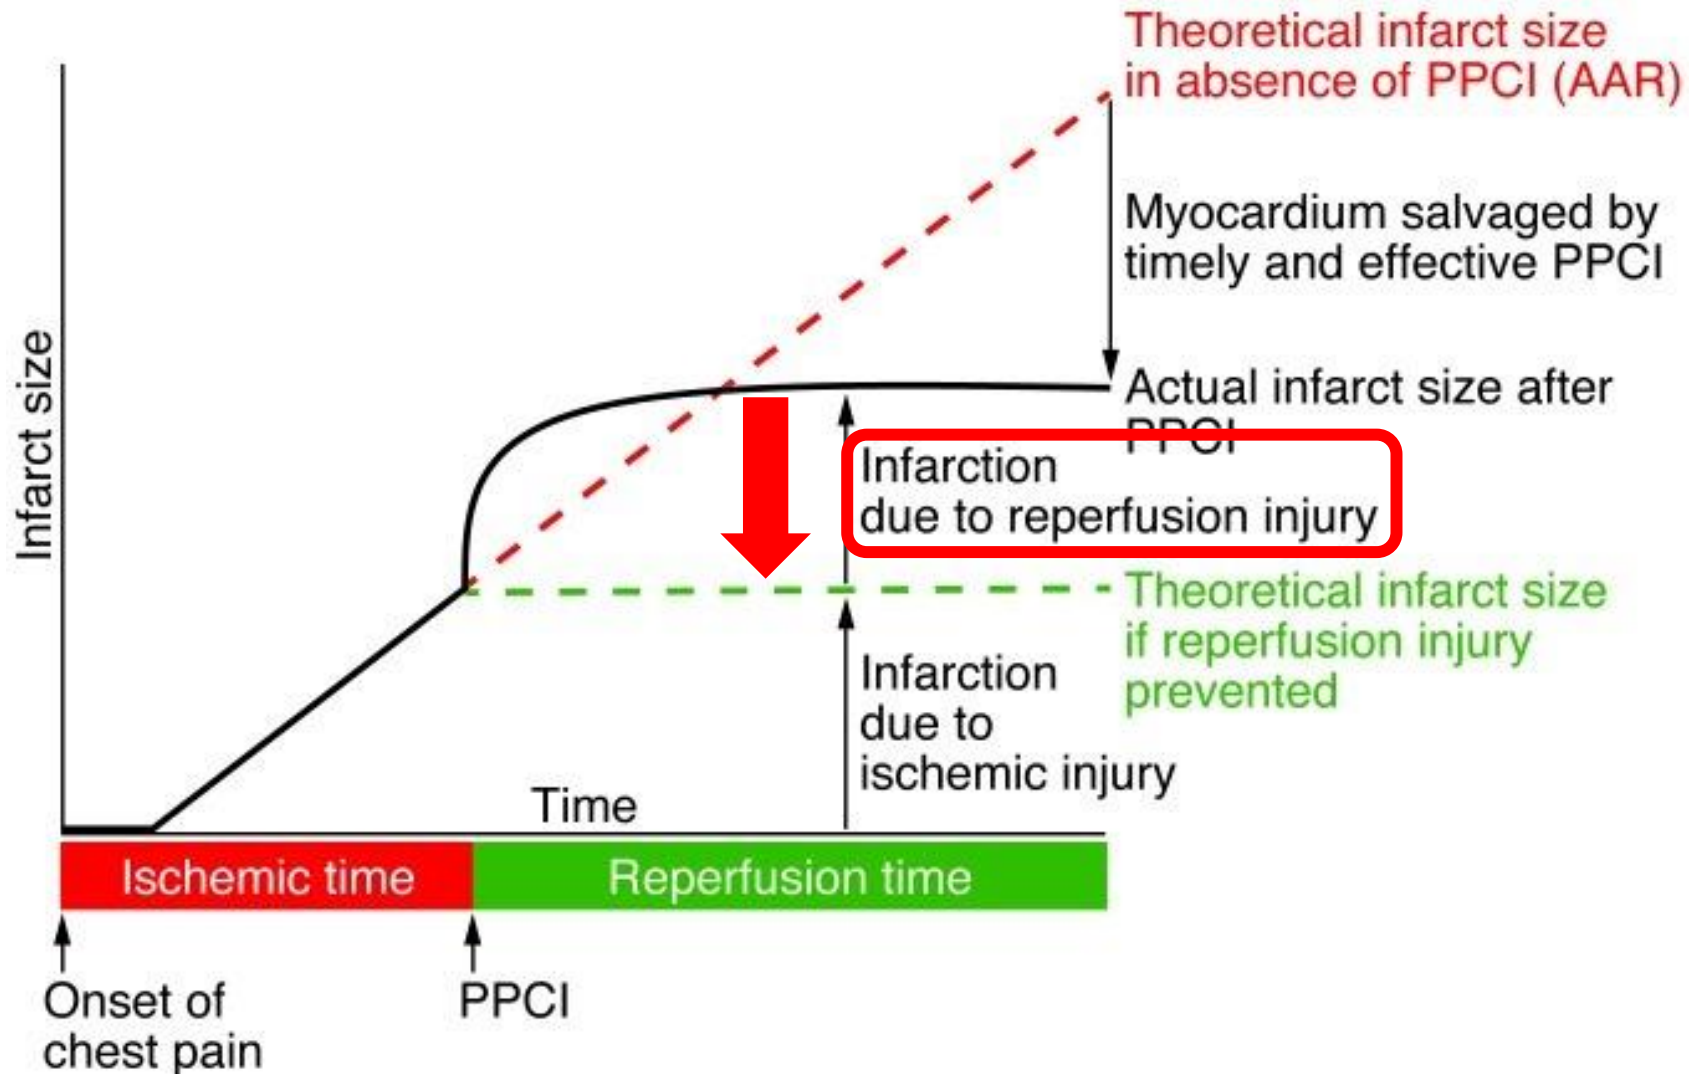 Theoretical infarct size
in absence of PPCI (AAR)
Myocardium salvaged by
timely and effective PPCI
Actual infarct size after
PPCI
Infarction
due to reperfusion injury
Theoretical infarct size
if reperfusion injury
prevented
Infarction
due to
ischemic injury
Infarct size
Time
Ischemic time
Reperfusion time
Onset of
chest pain
PPCI